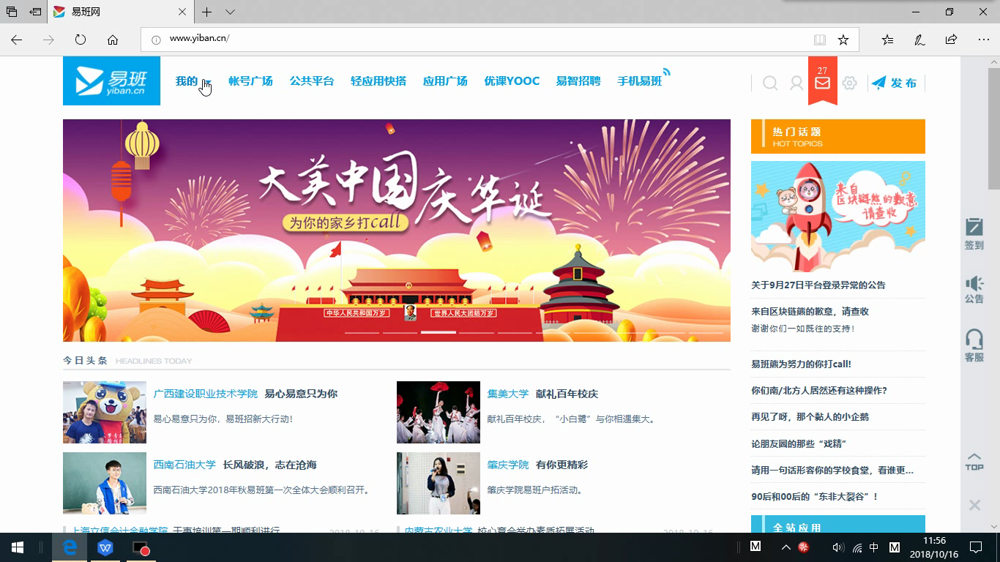 易班网
www.yiban.cn/
易班
yiban.cn
我的
帐号广场
公共平台
轻应用快搭
应用广场
优课YOOC
易智招聘
手机易班
27
发布
大美中国庆华诞
为你的家乡打call
中华人民共和国万岁
世界人民大团结万岁
热门话题
HOT TOPICS
来自
区块链熊的歉意,
请查收
关于9月27日平台登录异常的公告
来自区块链熊的歉意，请查收
谢谢你们一如既往的支持！
易班熊为努力的你打call!
你们南/北方人居然还有这种操作?
再见了呀，那个黏人的小企鹅
论朋友圈的那些“戏精”
请用一句话形容你的学校食堂，看谁更...
90后和00后的“东非大裂谷”！
全站应用
签到
公告
客服
TOP
今日头条 HEADLINES TODAY
广西建设职业技术学院 易心易意只为你
易心易意只为你，易班招新大行动！
集美大学 献礼百年校庆
献礼百年校庆，“小白鹭”与你相遇集大。
西南石油大学 长风破浪，志在沧海
西南石油大学2018年秋易班第一次全体大会顺利召开。
肇庆学院 有你更精彩
肇庆学院易班户拓活动。
上海立信会计金融学院 干事培训第一期顺利进行 2018-10-16
内蒙古农业大学 校心意会举办素质拓展活动 2018-10-16
中
M
M
11:56
2018/10/16